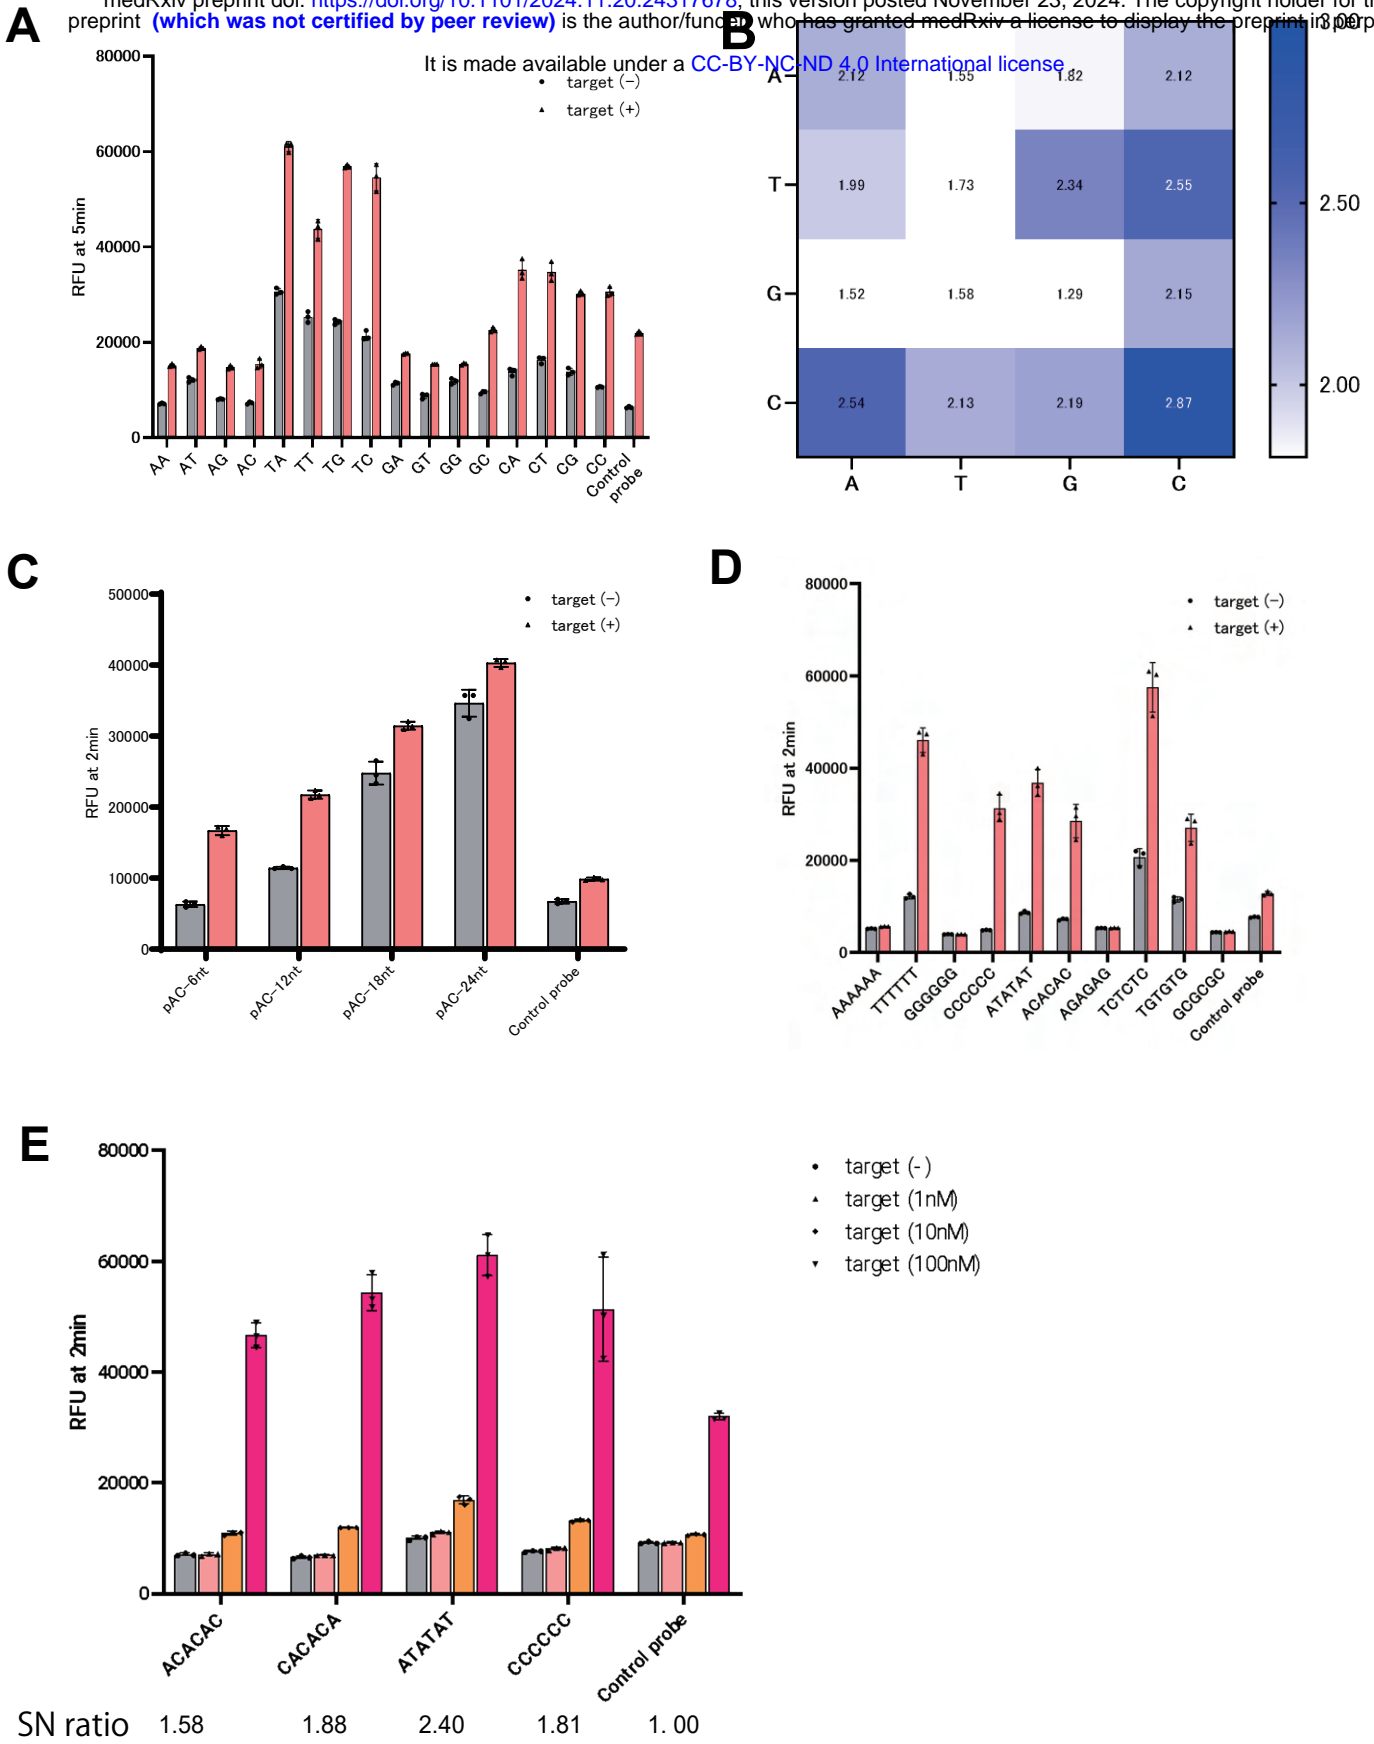 medRxiv preprint doi: https://doi.org/10.1101/2024.11.20.24317678; this version posted November 23, 2024. The copyright holder for
preprint (which was not certified by peer review) is the author/funder, who has granted medRxiv a license to display the preprint in
It is made available under a CC-BY-NC-ND 4.0 International license .
A
80000
60000
40000
20000
0
RFU at 5min
target (−)
target (+)
AA AT AG AC TA TT TG TC GA GT GG GC CA CT CG CC Control probe
B
A 2.12 1.55 1.82 2.12
T 1.99 1.73 2.34 2.55
G 1.52 1.58 1.29 2.15
C 2.54 2.13 2.19 2.87
A T G C
3.00
2.50
2.00
C
50000
40000
30000
20000
10000
0
RFU at 2min
target (−)
target (+)
pAC−6nt pAC−12nt pAC−18nt pAC−24nt Control probe
D
80000
60000
40000
20000
0
RFU at 2min
target (−)
target (+)
AAAAAA TTTTTT GGGGGG CCCCCC ATATAT ACACAC AGAGAG TCTCTC TGTGTG GCGCGC Control probe
E
80000
60000
40000
20000
0
RFU at 2min
target (-)
target (1nM)
target (10nM)
target (100nM)
ACACAC CACACA ATATAT CCCCCC Control probe
SN ratio 1.58 1.88 2.40 1.81 1. 00